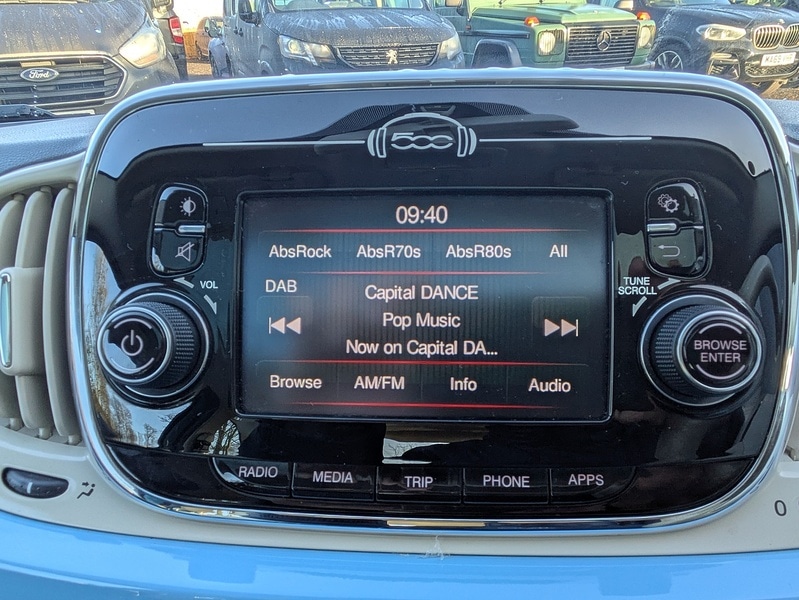 Ford
500
09:40
AbsRock AbsR70s AbsR80s All
DAB
Capital DANCE
Pop Music
Now on Capital DA...
Browse AM/FM Info Audio
VOL
TUNE
SCROLL
BROWSE
ENTER
RADIO MEDIA TRIP PHONE APPS
0